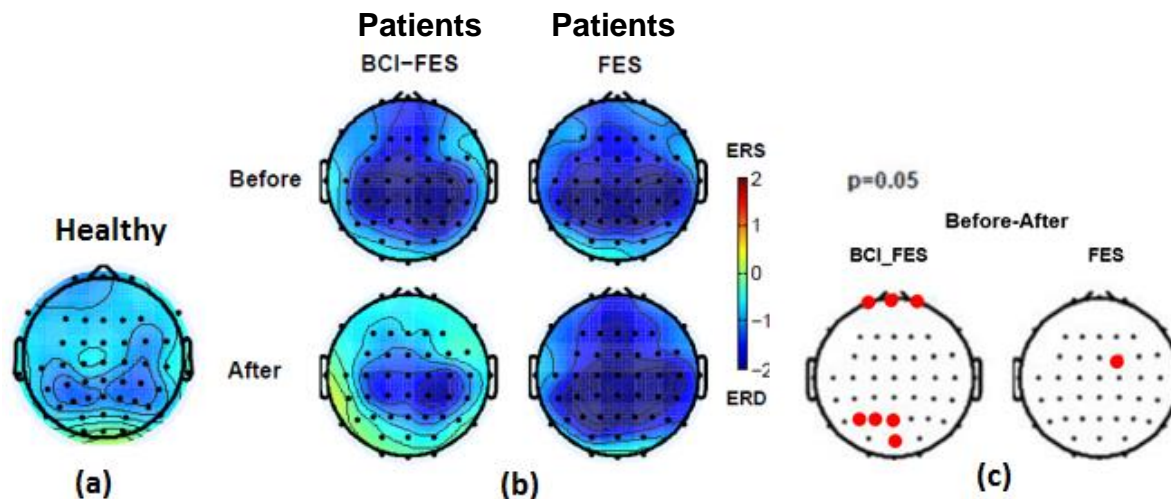 Patients Patients
BCI−FES FES
Before
After
Healthy
ERS
2
1
0
−1
−2
ERD
p=0.05
Before-After
BCI_FES FES
(a)
(b)
(c)